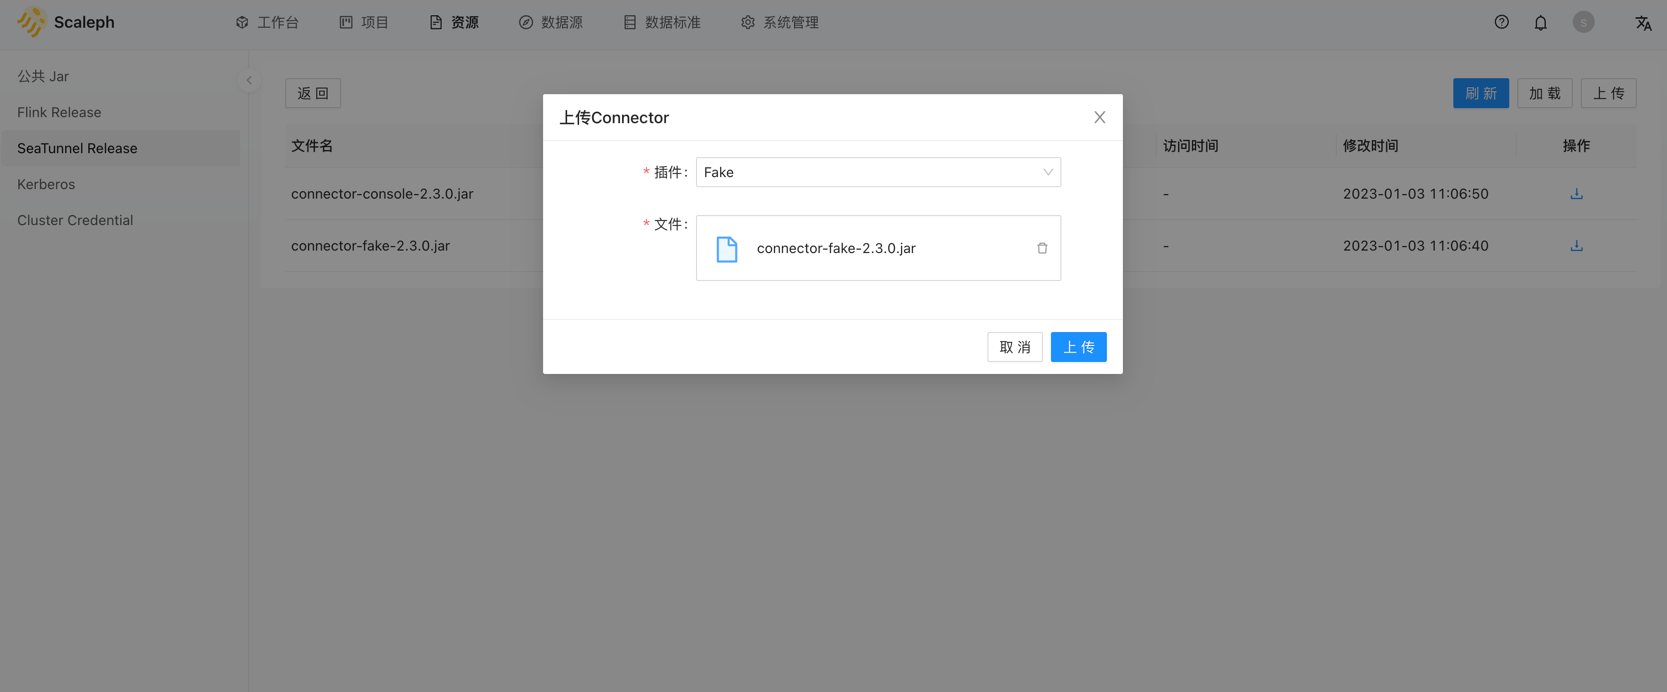 Scaleph
工作台 项目 资源 数据源 数据标准 系统管理
S
公共 Jar
Flink Release
SeaTunnel Release
Kerberos
Cluster Credential
返 回
刷 新 加 载 上 传
文件名 访问时间 修改时间 操作
connector-console-2.3.0.jar - 2023-01-03 11:06:50
connector-fake-2.3.0.jar - 2023-01-03 11:06:40
上传Connector
* 插件: Fake
* 文件: connector-fake-2.3.0.jar
取 消 上 传